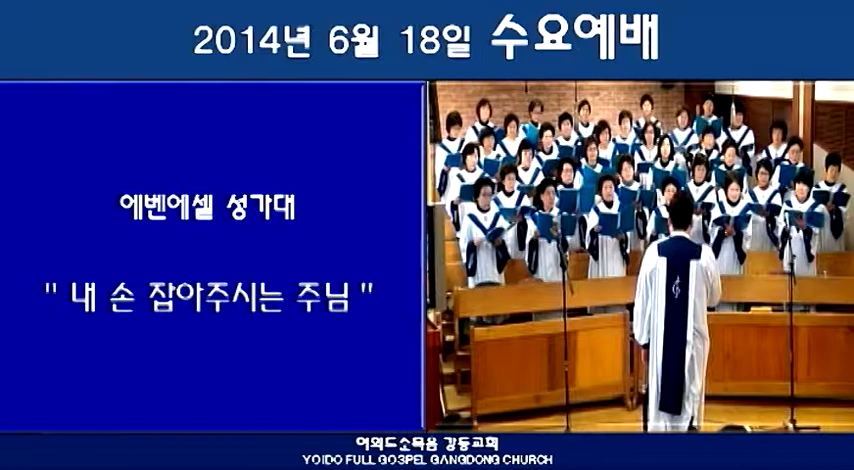 2014년 6월 18일 수요예배
에벤에셀 성가대
" 내 손 잡아주시는 주님 "
여의도순복음 강동교회
YOIDO FULL GOSPEL GANGDONG CHURCH